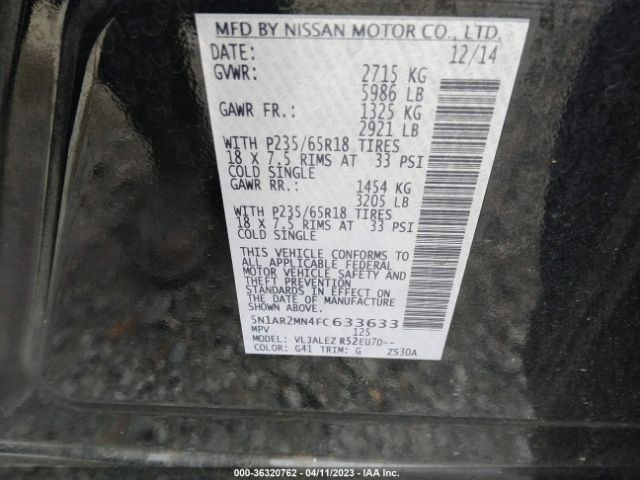 MFD BY NISSAN MOTOR CO., LTD.
DATE: 12/14
GVWR: 2715 KG
5986 LB
GAWR FR.: 1325 KG
2921 LB
WITH P235/65R18 TIRES
18 X 7.5 RIMS AT 33 PSI
COLD SINGLE
GAWR RR.: 1454 KG
3205 LB
WITH P235/65R18 TIRES
18 X 7.5 RIMS AT 33 PSI
COLD SINGLE
THIS VEHICLE CONFORMS TO
ALL APPLICABLE FEDERAL
MOTOR VEHICLE SAFETY AND
THEFT PREVENTION
STANDARDS IN EFFECT ON
THE DATE OF MANUFACTURE
SHOWN ABOVE.
5N1AR2MN4FC633633
MPV 125
MODEL: VLJALEZ R52EU7D--
COLOR: G41 TRIM: G ZS30A
000-36320762 - 04/11/2023 - IAA Inc.